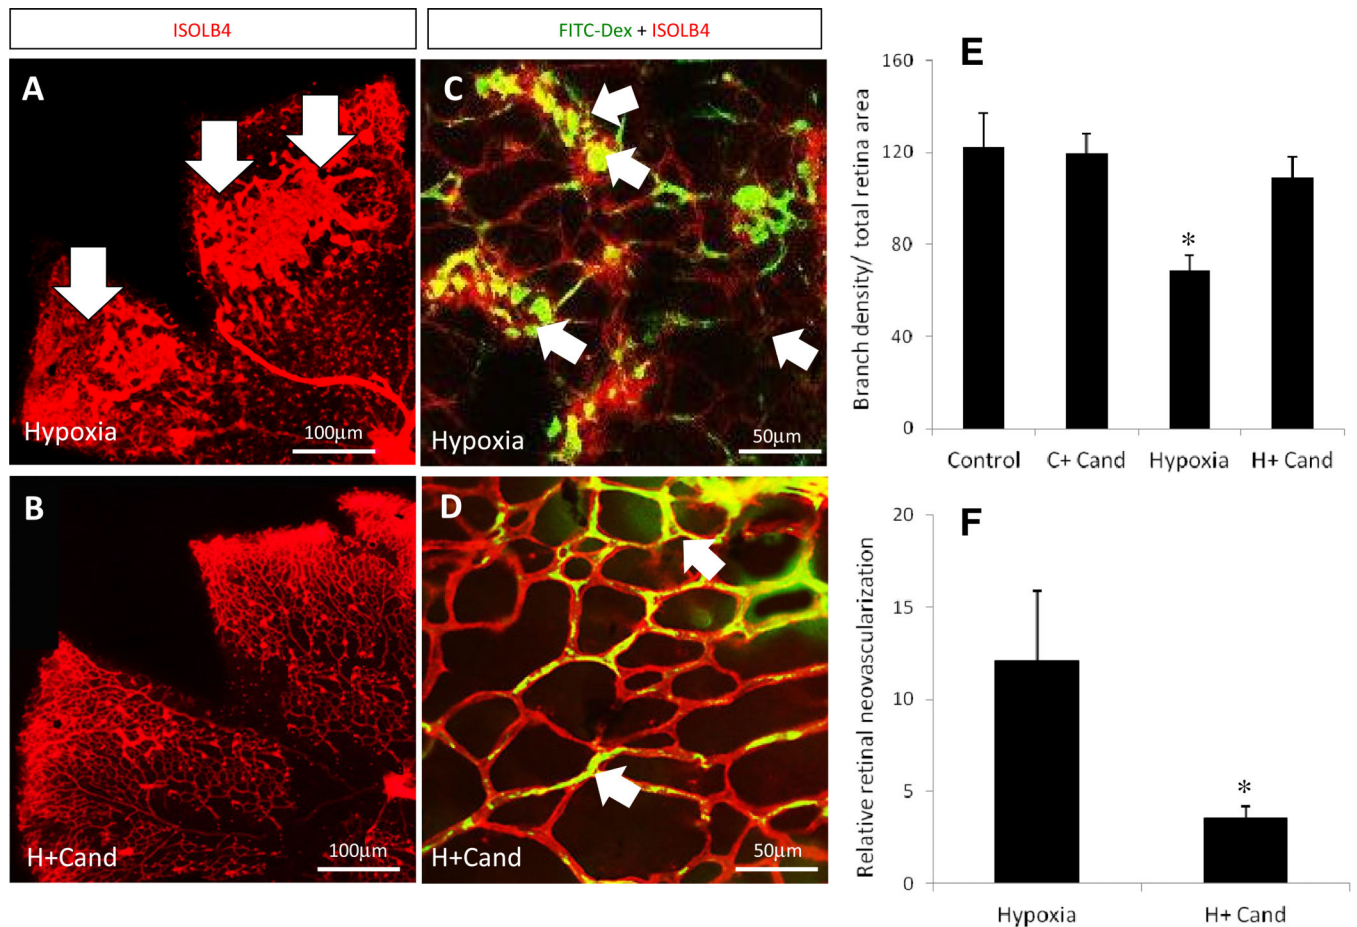 ISOLB4
FITC-Dex + ISOLB4
A
Hypoxia
100µm
C
Hypoxia
50µm
B
H+Cand
100µm
D
H+Cand
50µm
E
Branch density/ total retina area
160
120
80
40
0
*
Control C+ Cand Hypoxia H+ Cand
F
Relative retinal neovascularization
20
15
10
5
0
*
Hypoxia H+ Cand